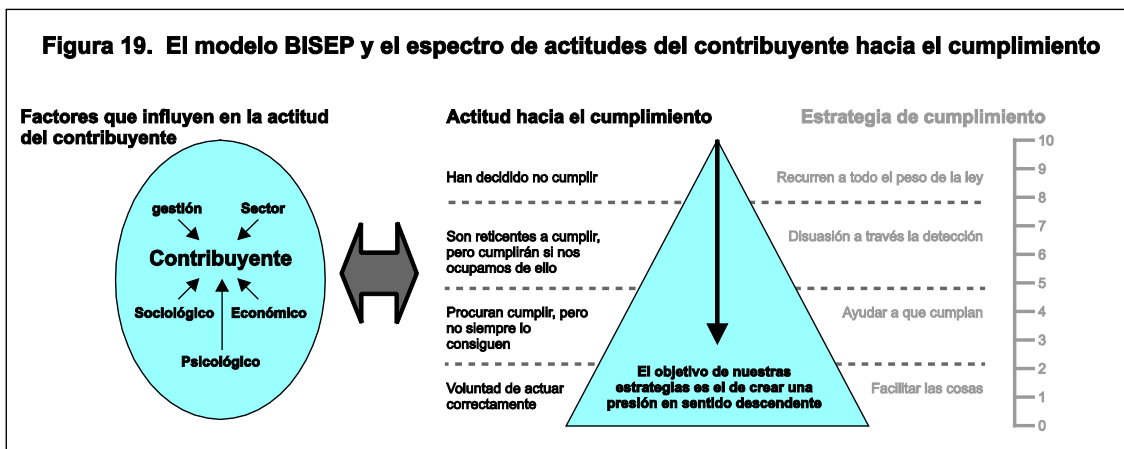 Figura 19. El modelo BISEP y el espectro de actitudes del contribuyente hacia el cumplimiento
Factores que influyen en la actitud
del contribuyente
gestión
Sector
Contribuyente
Sociológico
Económico
Psicológico
Actitud hacia el cumplimiento
Han decidido no cumplir
Son reticentes a cumplir,
pero cumplirán si nos
ocupamos de ello
Procuran cumplir, pero
no siempre lo
consiguen
Voluntad de actuar
correctamente
El objetivo de nuestras
estrategias es el de crear una
presión en sentido descendente
Estrategia de cumplimiento
Recurren a todo el peso de la ley
Disuasión a través la detección
Ayudar a que cumplan
Facilitar las cosas
10
9
8
7
6
5
4
3
2
1
0